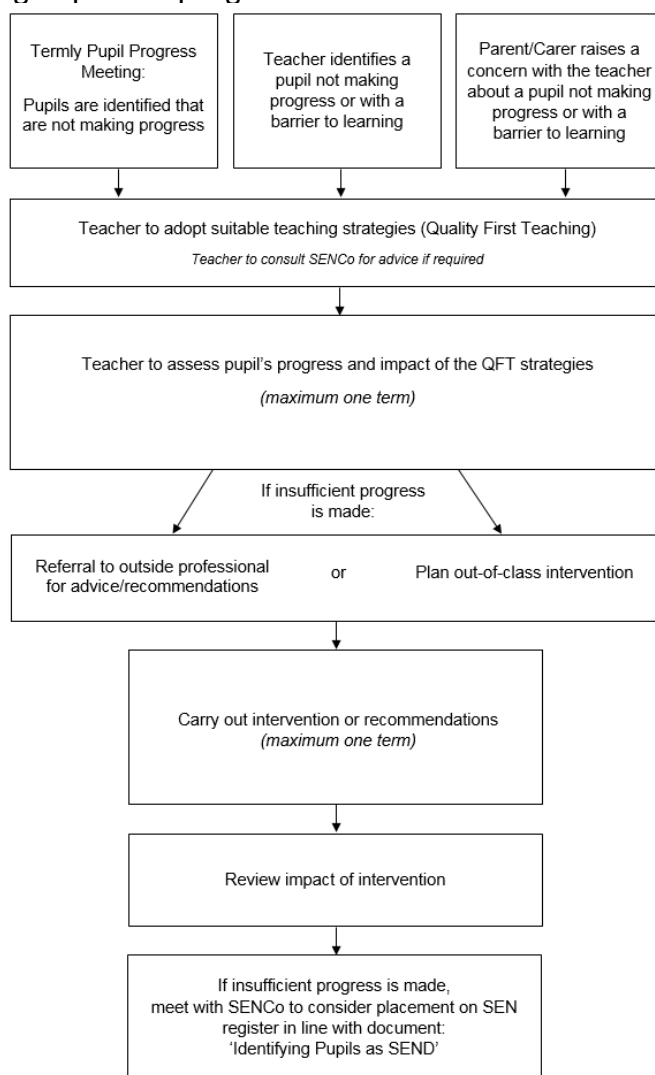 Termly Pupil Progress
Meeting:
Pupils are identified that
are not making progress
Teacher identifies a
pupil not making
progress or with a
barrier to learning
Parent/Carer raises a
concern with the teacher
about a pupil not making
progress or with a
barrier to learning
Teacher to adopt suitable teaching strategies (Quality First Teaching)
Teacher to consult SENCo for advice if required
Teacher to assess pupil's progress and impact of the QFT strategies
(maximum one term)
If insufficient progress
is made:
Referral to outside professional
for advice/recommendations
or
Plan out-of-class intervention
Carry out intervention or recommendations
(maximum one term)
Review impact of intervention
If insufficient progress is made,
meet with SENCo to consider placement on SEN
register in line with document:
‘Identifying Pupils as SEND’